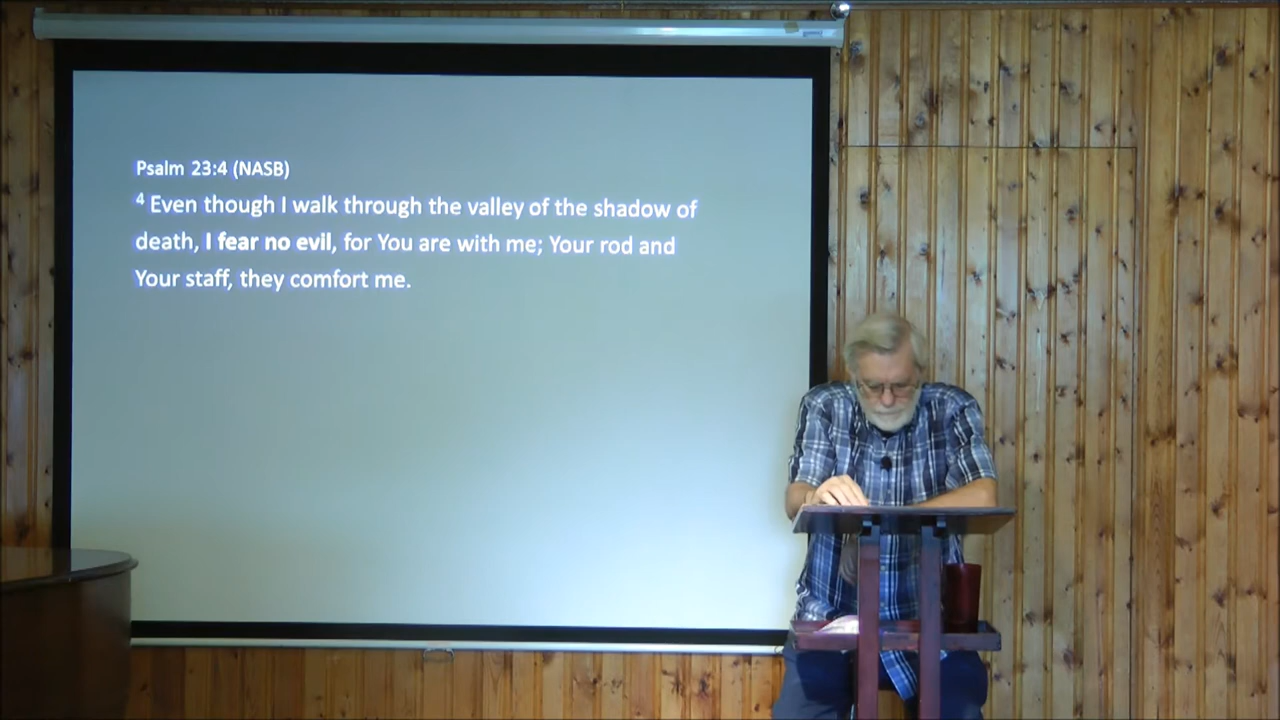 Psalm 23:4 (NASB)
4 Even though I walk through the valley of the shadow of
death, I fear no evil, for You are with me; Your rod and
Your staff, they comfort me.